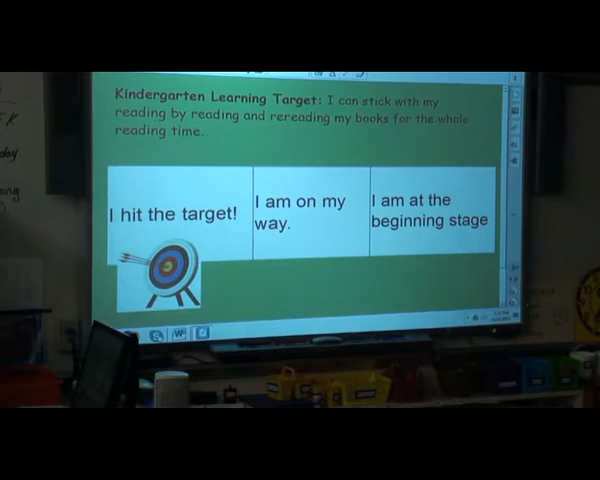 Kindergarten Learning Target: I can stick with my
reading by reading and rereading my books for the whole
reading time.
I hit the target!
I am on my
way.
I am at the
beginning stage